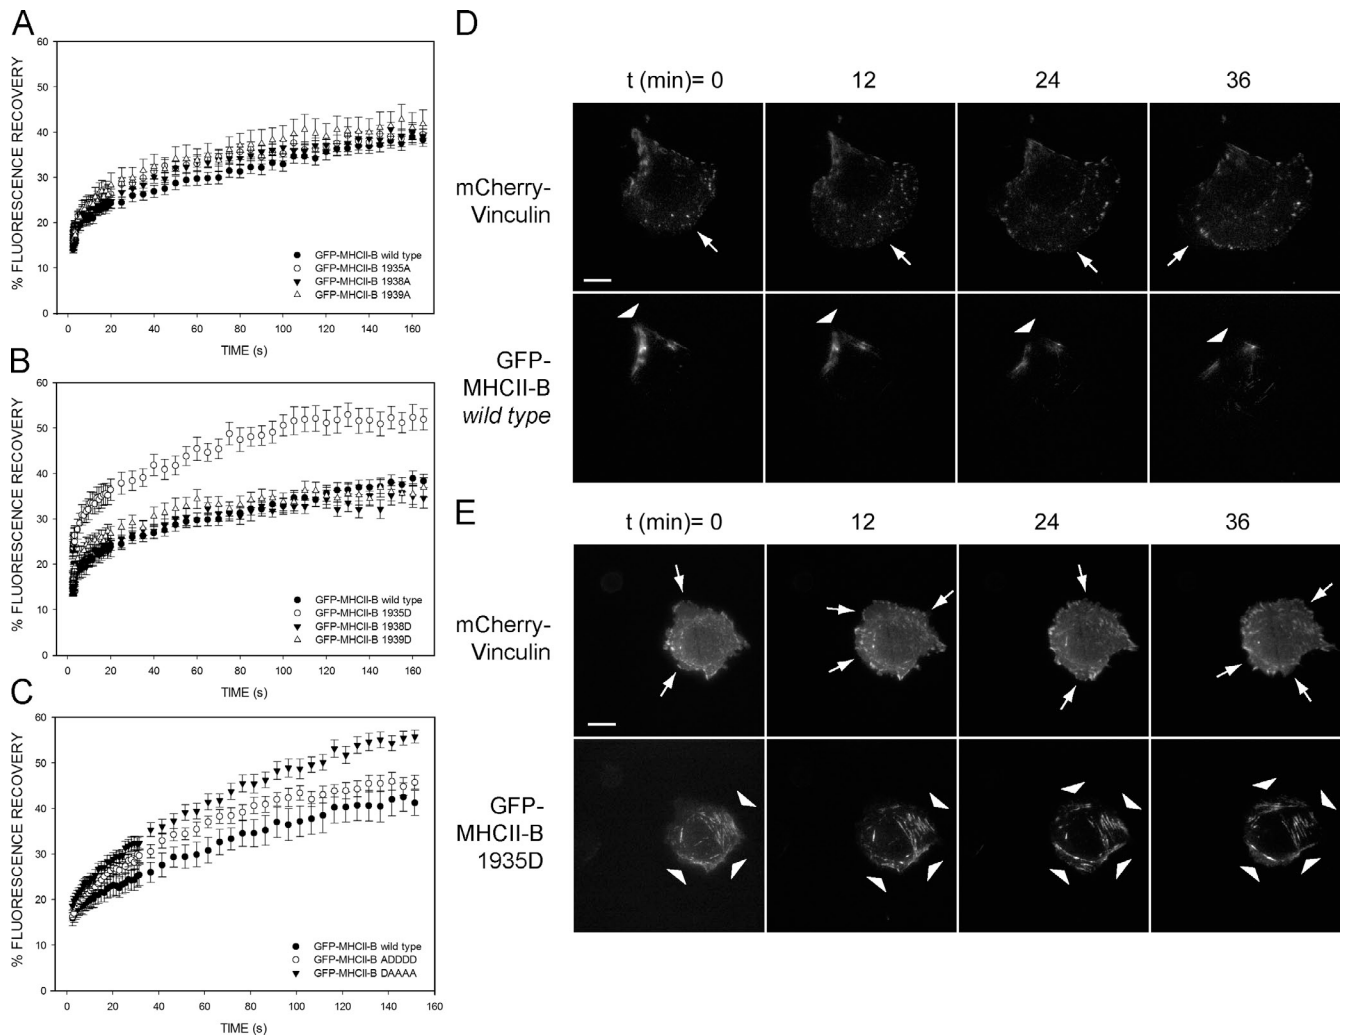 A
60
50
40
30
20
10
0
% FLUORESCENCE RECOVERY
GFP-MHCII-B wild type
GFP-MHCII-B 1935A
GFP-MHCII-B 1938A
GFP-MHCII-B 1939A
0 20 40 60 80 100 120 140 160
TIME (s)
B
60
50
40
30
20
10
0
% FLUORESCENCE RECOVERY
GFP-MHCII-B wild type
GFP-MHCII-B 1935D
GFP-MHCII-B 1938D
GFP-MHCII-B 1939D
0 20 40 60 80 100 120 140 160
TIME (s)
C
60
50
40
30
20
10
0
% FLUORESCENCE RECOVERY
GFP-MHCII-B wild type
GFP-MHCII-B ADDDD
GFP-MHCII-B DAAAA
0 20 40 60 80 100 120 140 160
TIME (s)
D
t (min)= 0 12 24 36
mCherry-
Vinculin
GFP-
MHCII-B
wild type
E
t (min)= 0 12 24 36
mCherry-
Vinculin
GFP-
MHCII-B
1935D